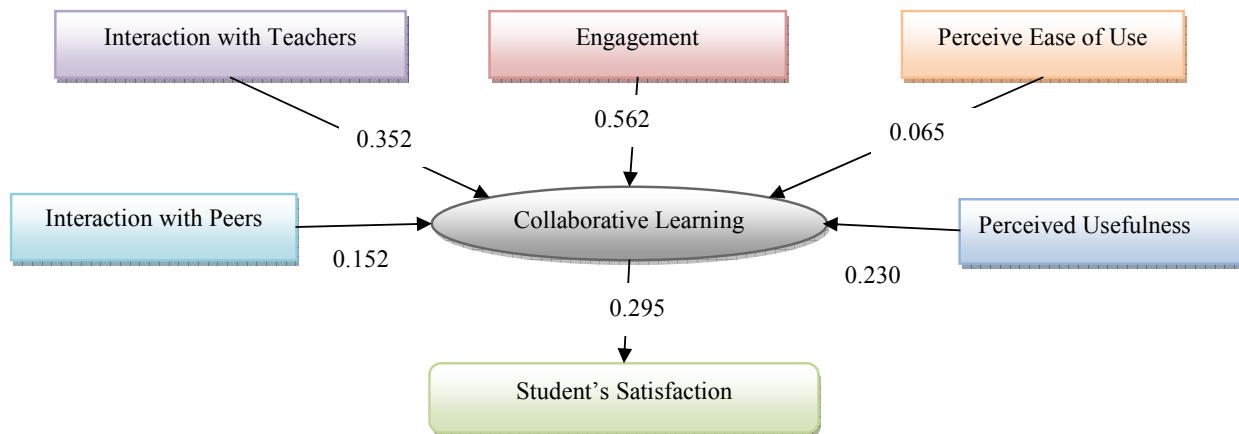 Interaction with Teachers
Engagement
Perceive Ease of Use
0.352
0.562
0.065
Interaction with Peers
Collaborative Learning
Perceived Usefulness
0.152
0.230
0.295
Student’s Satisfaction